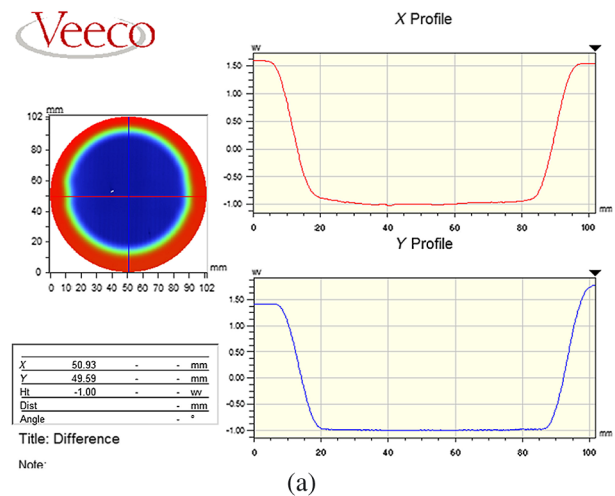 Veeco
X Profile
wv
1.50
1.00
0.50
0.00
-0.50
-1.00
0 20 40 60 80 100
mm
mm
102
80
60
40
20
0
mm
0 10 20 30 40 50 60 70 80 90 102
Y Profile
wv
1.50
1.00
0.50
0.00
-0.50
-1.00
0 20 40 60 80 100
mm
X 50.93 - - mm
Y 49.59 - - mm
Ht -1.00 - - wv
Dist - mm
Angle - °
Title: Difference
Note:
(a)